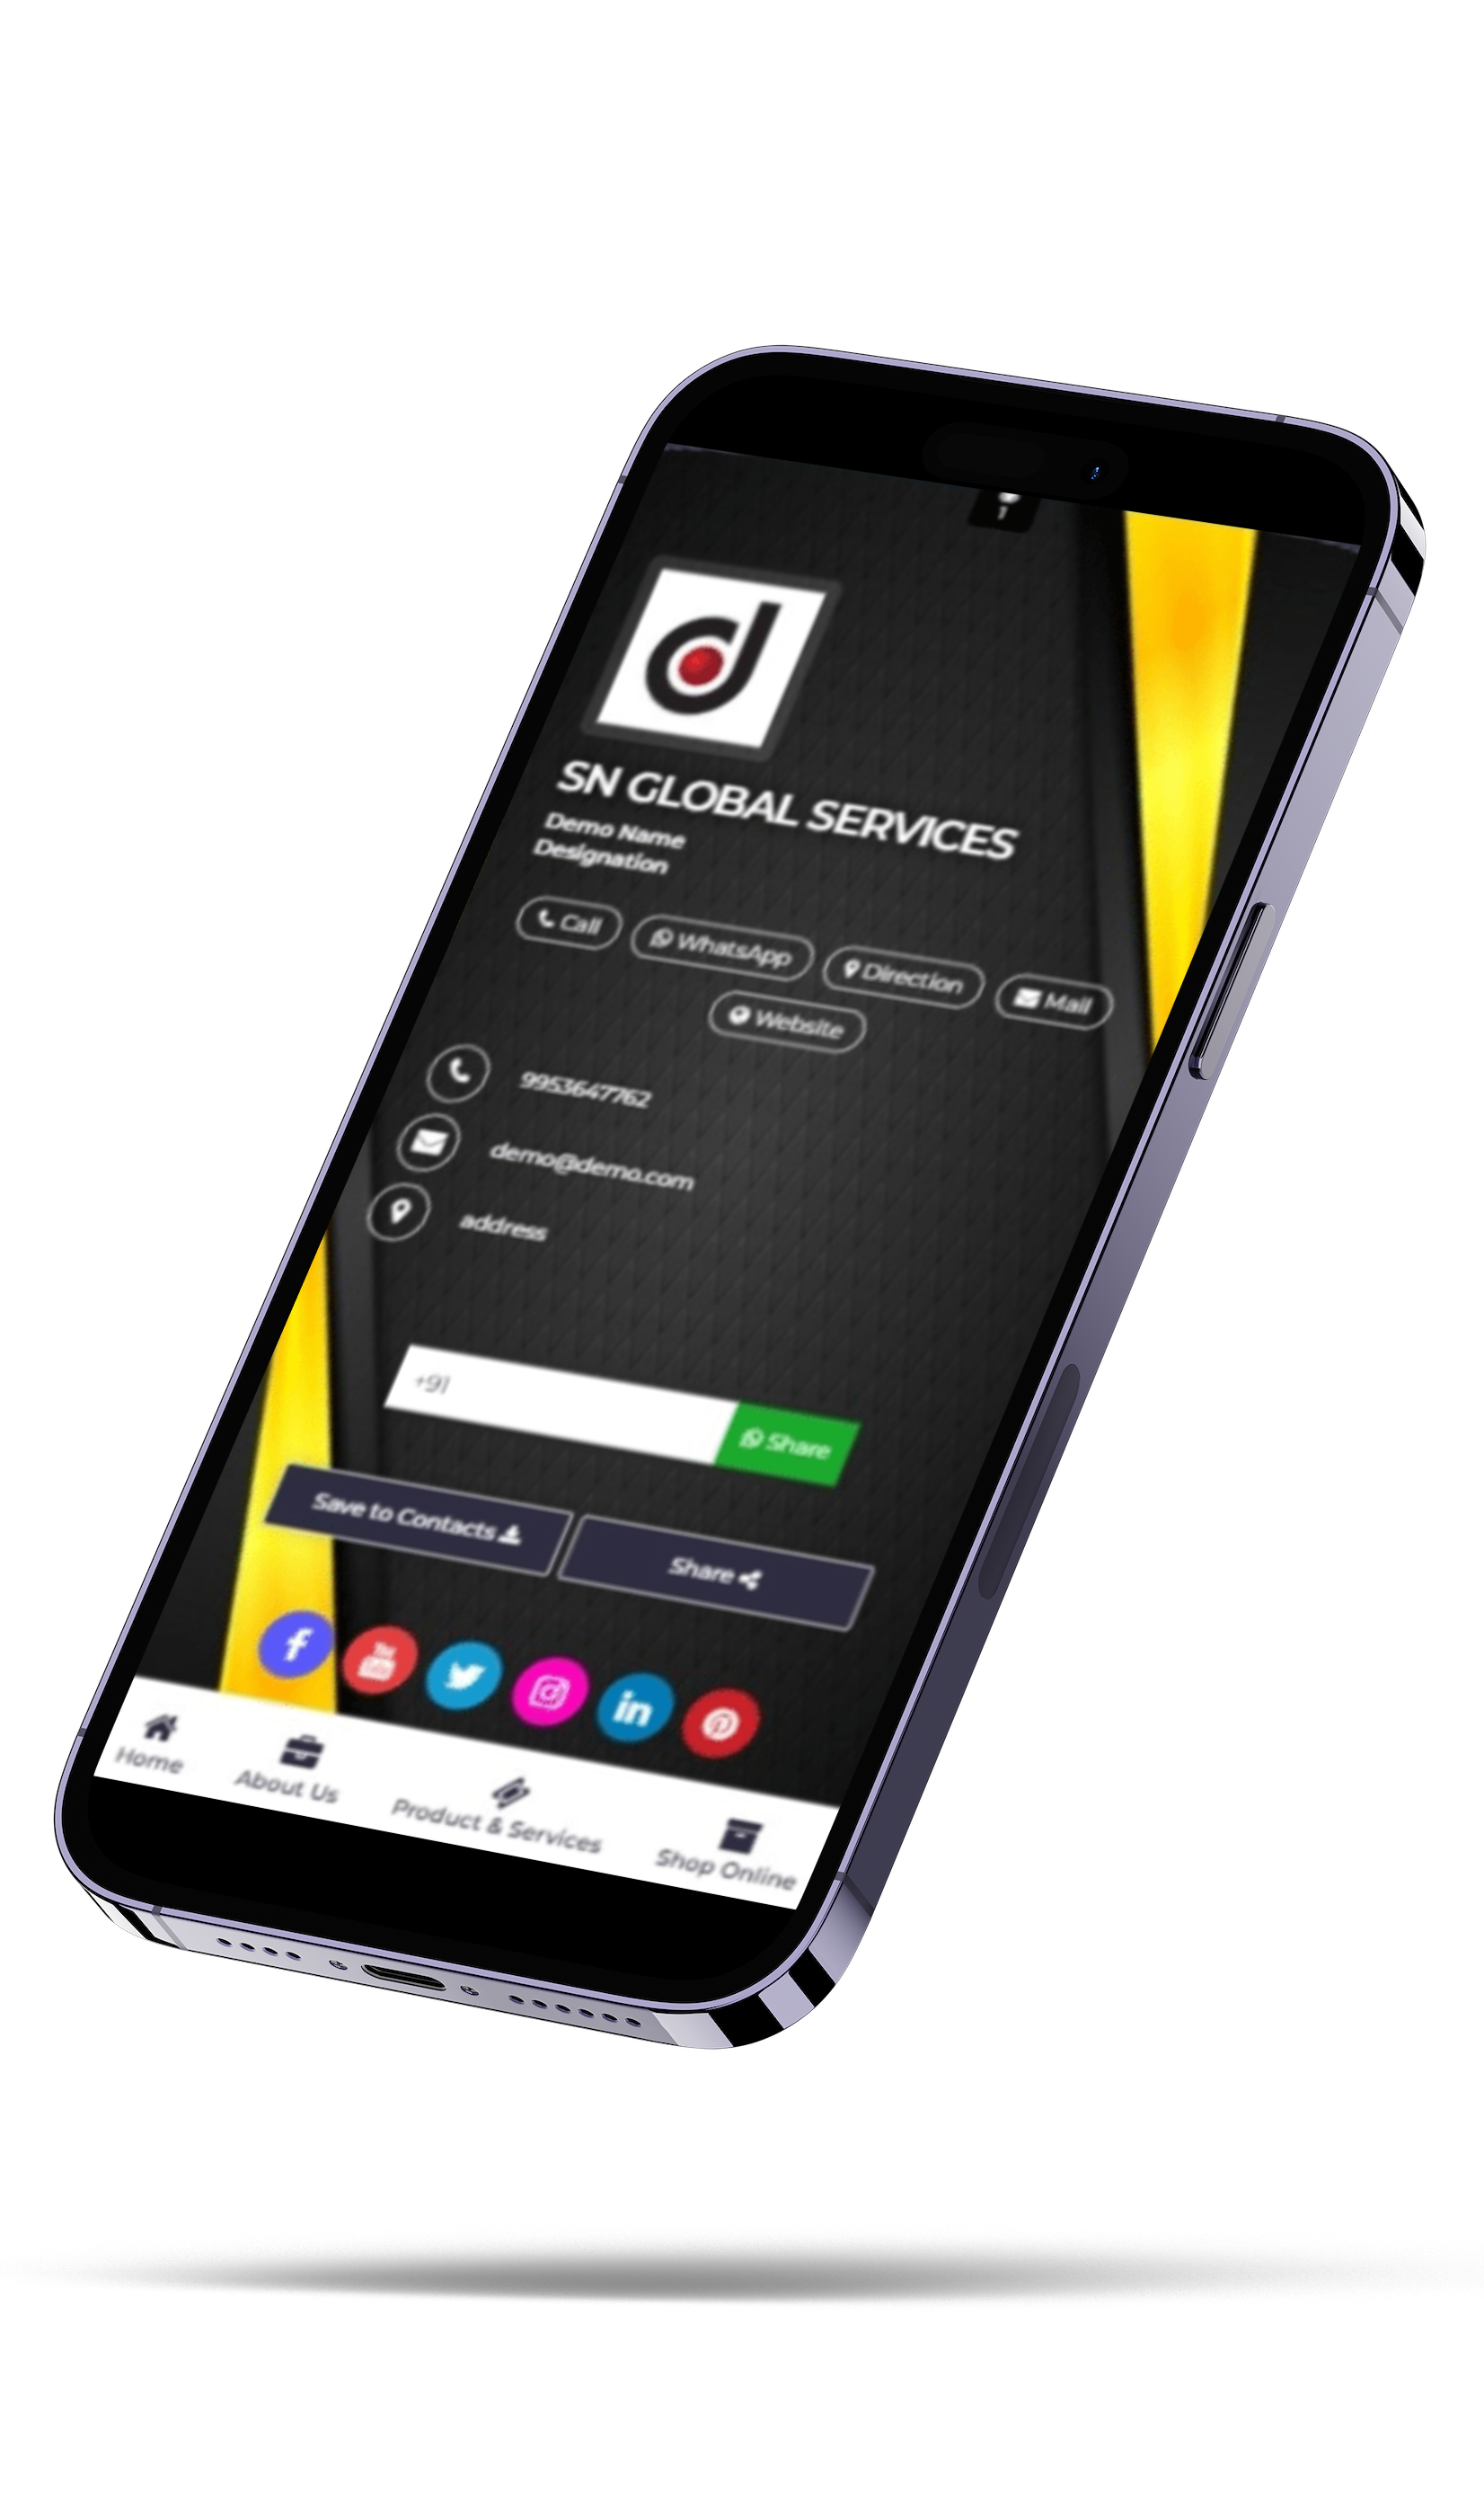 1
SN GLOBAL SERVICES
Demo Name
Designation
Call WhatsApp Direction Mail
Website
9953647762
demo@demo.com
address
+91 Share
Save to Contacts Share
Home About Us Product & Services Shop Online